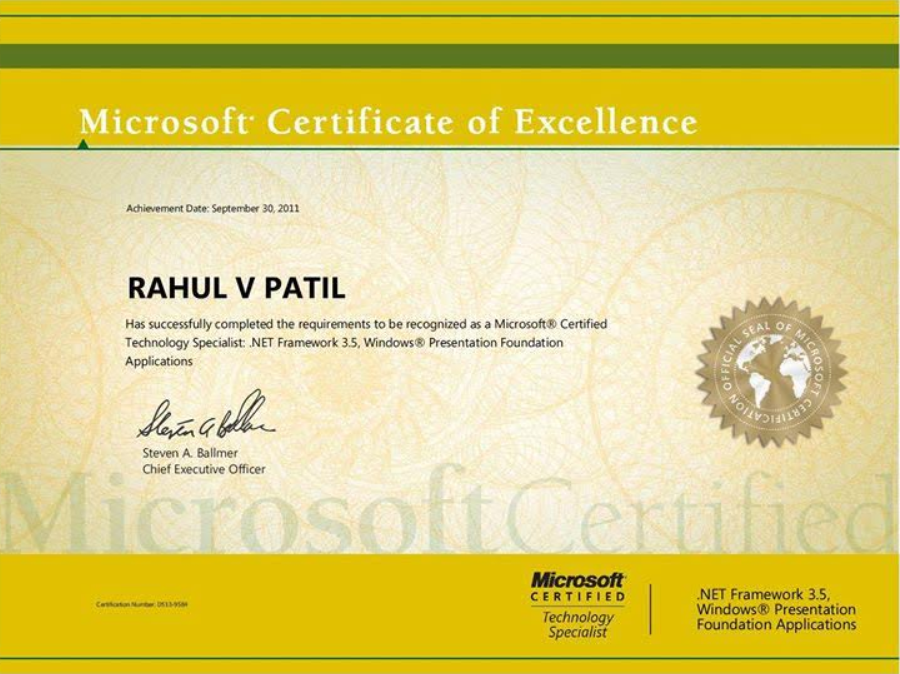 Microsoft® Certificate of Excellence
Achievement Date: September 30, 2011
RAHUL V PATIL
Has successfully completed the requirements to be recognized as a Microsoft® Certified
Technology Specialist: .NET Framework 3.5, Windows® Presentation Foundation
Applications
OFFICIAL SEAL OF MICROSOFT CERTIFICATION
Steven A Ballmer
Steven A. Ballmer
Chief Executive Officer
MicrosoftCertified
Certification Number:
Microsoft®
CERTIFIED
Technology
Specialist
.NET Framework 3.5,
Windows® Presentation
Foundation Applications